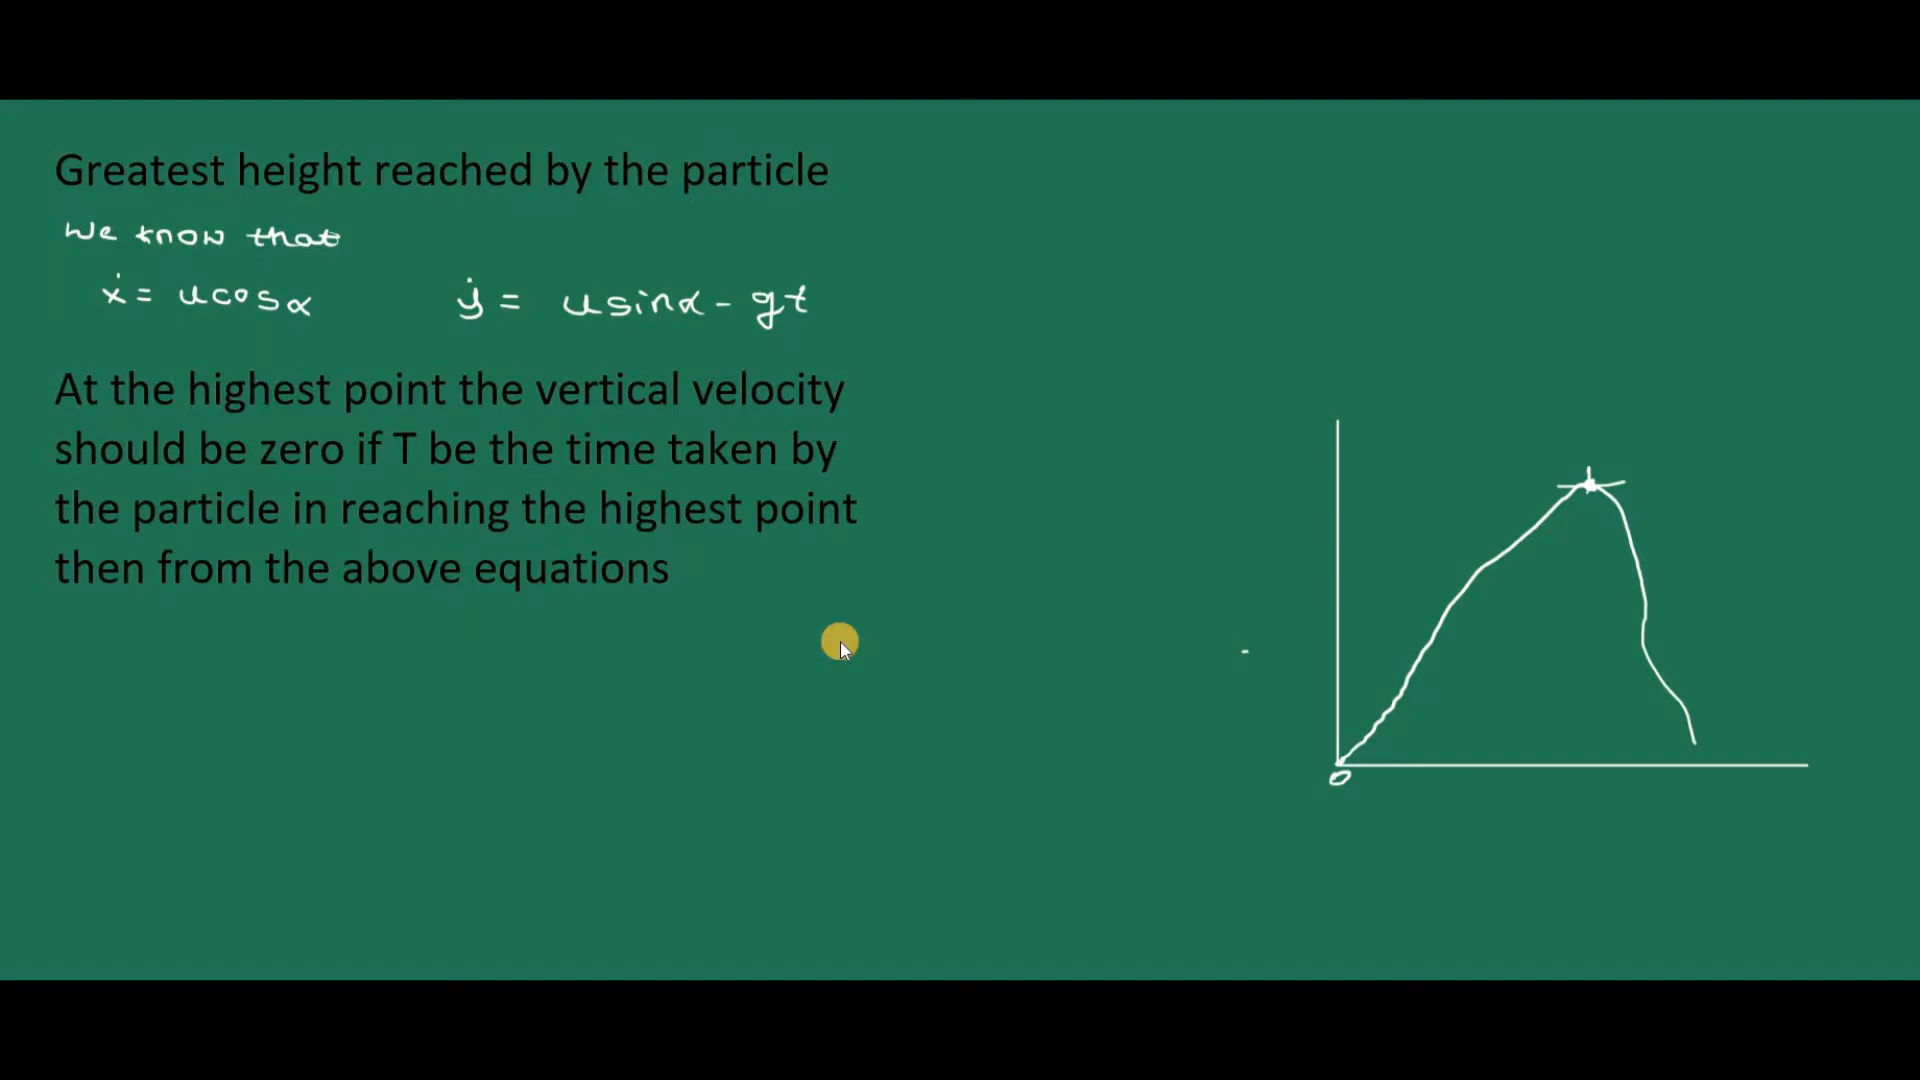 Greatest height reached by the particle
We know that
ẋ = u cos α    ẏ = u sin α - gt
At the highest point the vertical velocity
should be zero if T be the time taken by
the particle in reaching the highest point
then from the above equations
O